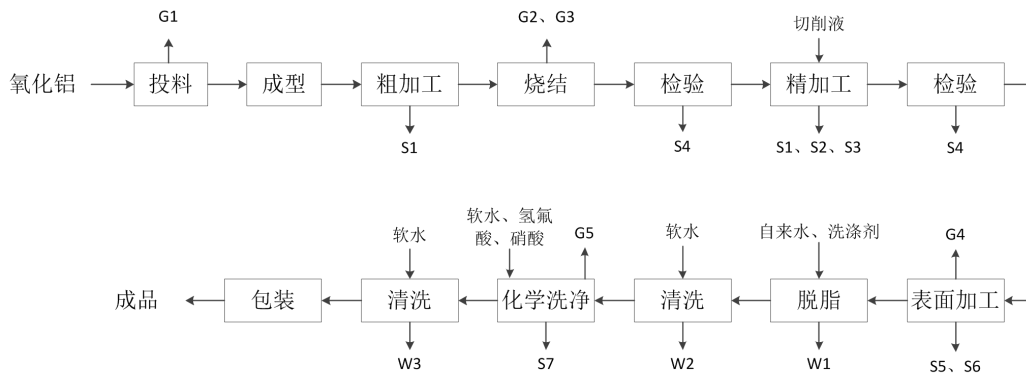 G1
G2、G3
切削液
氧化铝
投料
成型
粗加工
烧结
检验
精加工
检验
S1
S4
S1、S2、S3
S4
软水
软水、氢氟
酸、硝酸
G5
软水
自来水、洗涤剂
G4
成品
包装
清洗
化学洗净
清洗
脱脂
表面加工
W3
S7
W2
W1
S5、S6